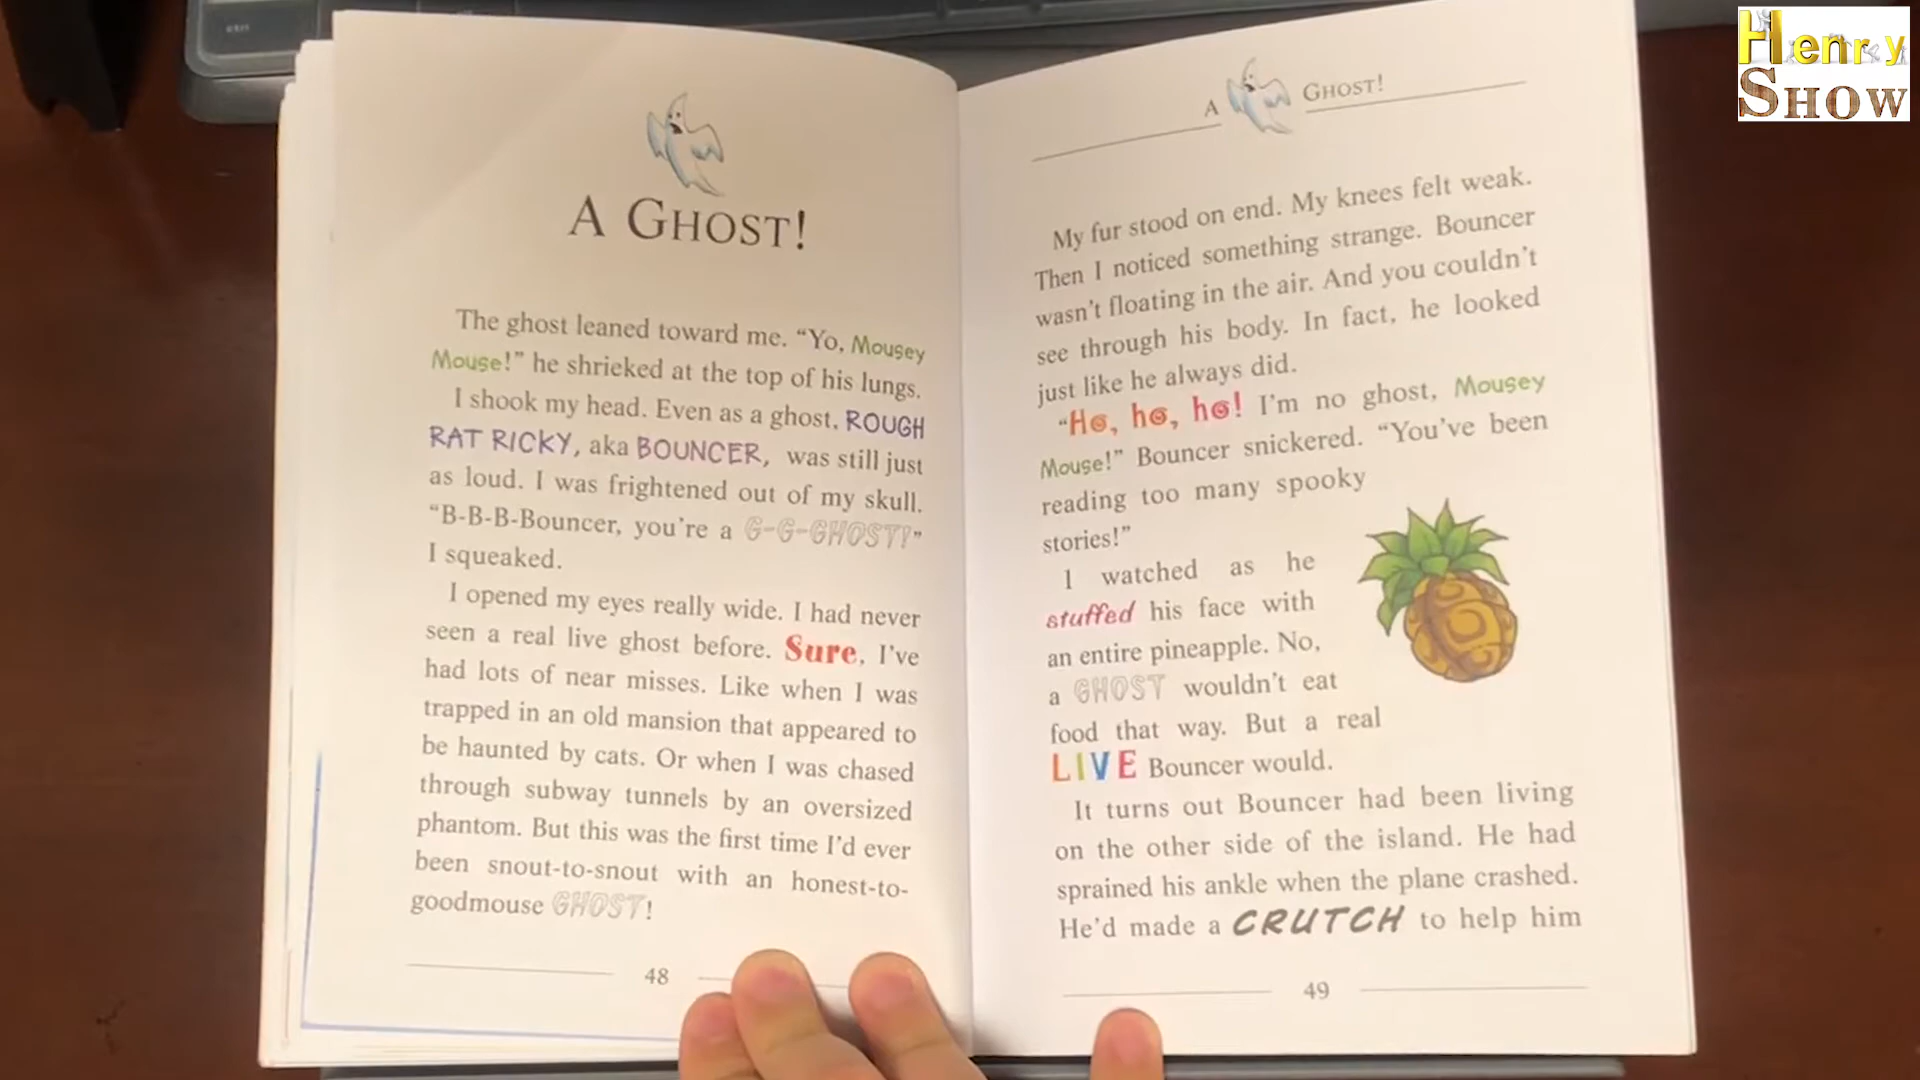 Henry
SHOW
A GHOST!
The ghost leaned toward me. “Yo, Mousey
Mouse!” he shrieked at the top of his lungs.
I shook my head. Even as a ghost, ROUGH
RAT RICKY, aka BOUNCER, was still just
as loud. I was frightened out of my skull.
“B-B-B-Bouncer, you’re a G-G-GHOST!”
I squeaked.
I opened my eyes really wide. I had never
seen a real live ghost before. Sure, I’ve
had lots of near misses. Like when I was
trapped in an old mansion that appeared to
be haunted by cats. Or when I was chased
through subway tunnels by an oversized
phantom. But this was the first time I’d ever
been snout-to-snout with an honest-to-
goodmouse GHOST!
48
A GHOST!
My fur stood on end. My knees felt weak.
Then I noticed something strange. Bouncer
wasn’t floating in the air. And you couldn’t
see through his body. In fact, he looked
just like he always did.
“Ho, ho, ho! I’m no ghost, Mousey
Mouse!” Bouncer snickered. “You’ve been
reading too many spooky
stories!”
I watched as he
stuffed his face with
an entire pineapple. No,
a GHOST wouldn’t eat
food that way. But a real
LIVE Bouncer would.
It turns out Bouncer had been living
on the other side of the island. He had
sprained his ankle when the plane crashed.
He’d made a CRUTCH to help him
49